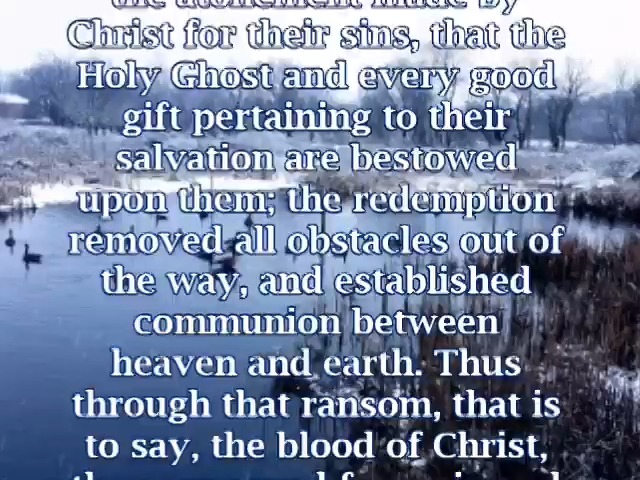 the atonement made by
Christ for their sins, that the
Holy Ghost and every good
gift pertaining to their
salvation are bestowed
upon them; the redemption
removed all obstacles out of
the way, and established
communion between
heaven and earth. Thus
through that ransom, that is
to say, the blood of Christ,